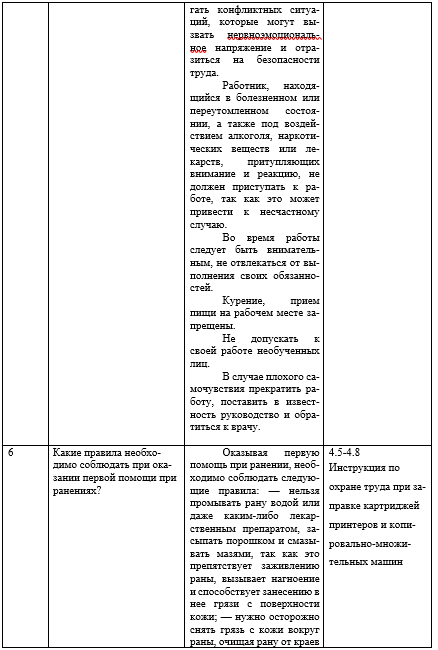 гать конфликтных ситуа-
ций, которые могут вы-
звать нервноэмоциональ-
ное напряжение и отра-
зиться на безопасности
труда.
Работник, находя-
щийся в болезненном или
переутомленном состоя-
нии, а также под воздей-
ствием алкоголя, наркоти-
ческих веществ или ле-
карств, притупляющих
внимание и реакцию, не
должен приступать к ра-
боте, так как это может
привести к несчастному
случаю.
Во время работы
следует быть вниматель-
ным, не отвлекаться от вы-
полнения своих обязанно-
стей.
Курение, прием
пищи на рабочем месте за-
прещены.
Не допускать к
своей работе необученных
лиц.
В случае плохого са-
мочувствия прекратить ра-
боту, поставить в извест-
ность руководство и обра-
титься к врачу.
6
Какие правила необхо-
димо соблюдать при ока-
зании первой помощи при
ранениях?
Оказывая первую
помощь при ранении, необ-
ходимо соблюдать следую-
щие правила: — нельзя
промывать рану водой или
даже каким-либо лекар-
ственным препаратом, за-
сыпать порошком и смазы-
вать мазями, так как это
препятствует заживлению
раны, вызывает нагноение
и способствует занесению в
нее грязи с поверхности
кожи; — нужно осторожно
снять грязь с кожи вокруг
раны, очищая рану от краев
4.5-4.8
Инструкция по
охране труда при за-
правке картриджей
принтеров и копи-
ровально-множи-
тельных машин